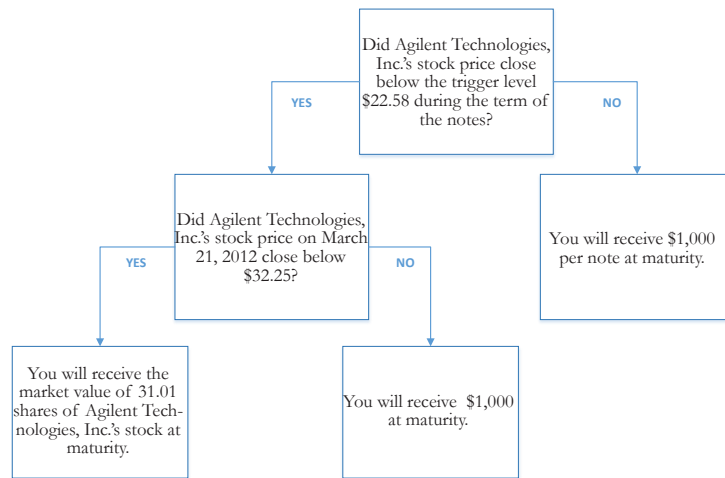 Did Agilent Technologies,
Inc.'s stock price close
below the trigger level
$22.58 during the term of
the notes?
YES
NO
Did Agilent Technologies,
Inc.'s stock price on March
21, 2012 close below
$32.25?
You will receive $1,000
per note at maturity.
YES
NO
You will receive the
market value of 31.01
shares of Agilent Tech-
nologies, Inc.'s stock at
maturity.
You will receive $1,000
at maturity.